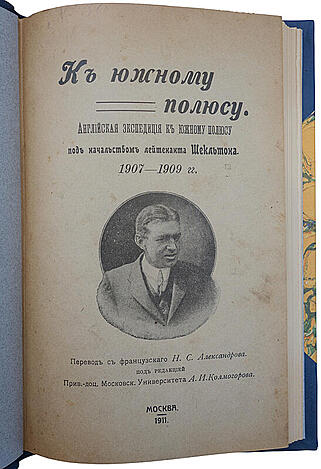 Къ южному
полюсу.
Англійская экспедиція къ южному полюсу
подъ начальствомъ лейтенанта Шекльтона.
1907—1909 гг.
Переводъ съ французскаго Н. С. Александрова.
подъ редакціей
Прив.-доц. Московск. Университета А. И. Колмогорова.
МОСКВА.
1911.